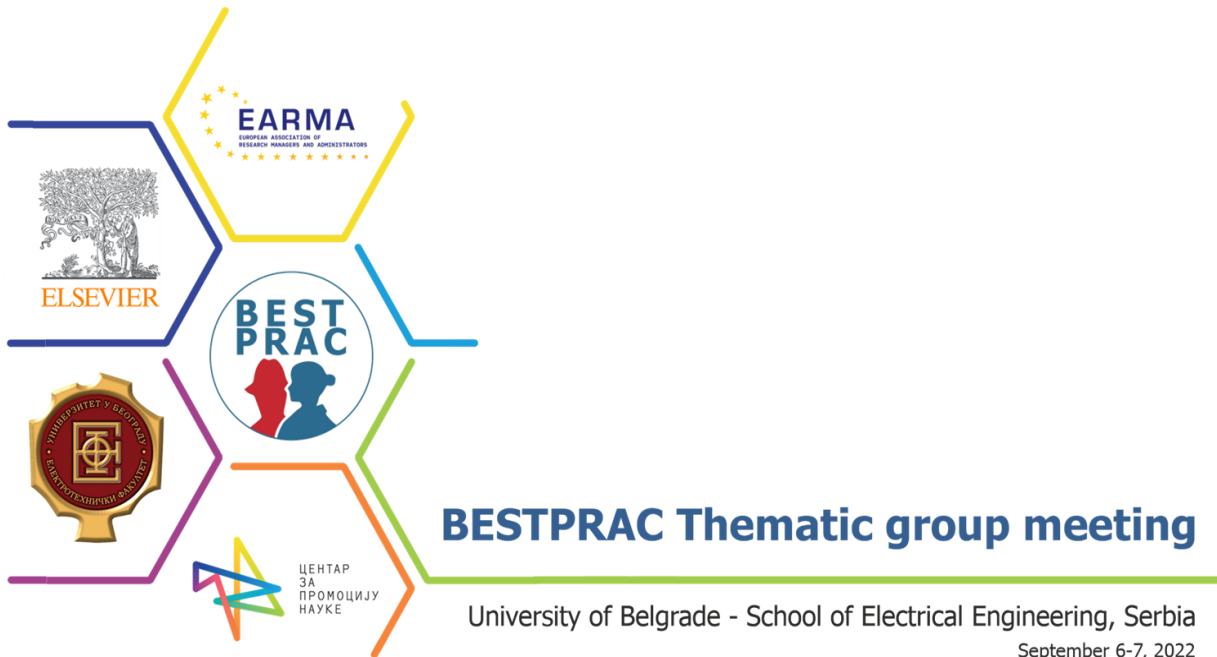 EARMA
EUROPEAN ASSOCIATION OF
RESEARCH MANAGERS AND ADMINISTRATORS
ELSEVIER
BEST
PRAC
УНИВЕРЗИТЕТ У БЕОГРАДУ
ЕЛЕКТРОТЕХНИЧКИ ФАКУЛТЕТ
ЦЕНТАР
ЗА
ПРОМОЦИЈУ
НАУКЕ
BESTPRAC Thematic group meeting
University of Belgrade - School of Electrical Engineering, Serbia
September 6-7, 2022